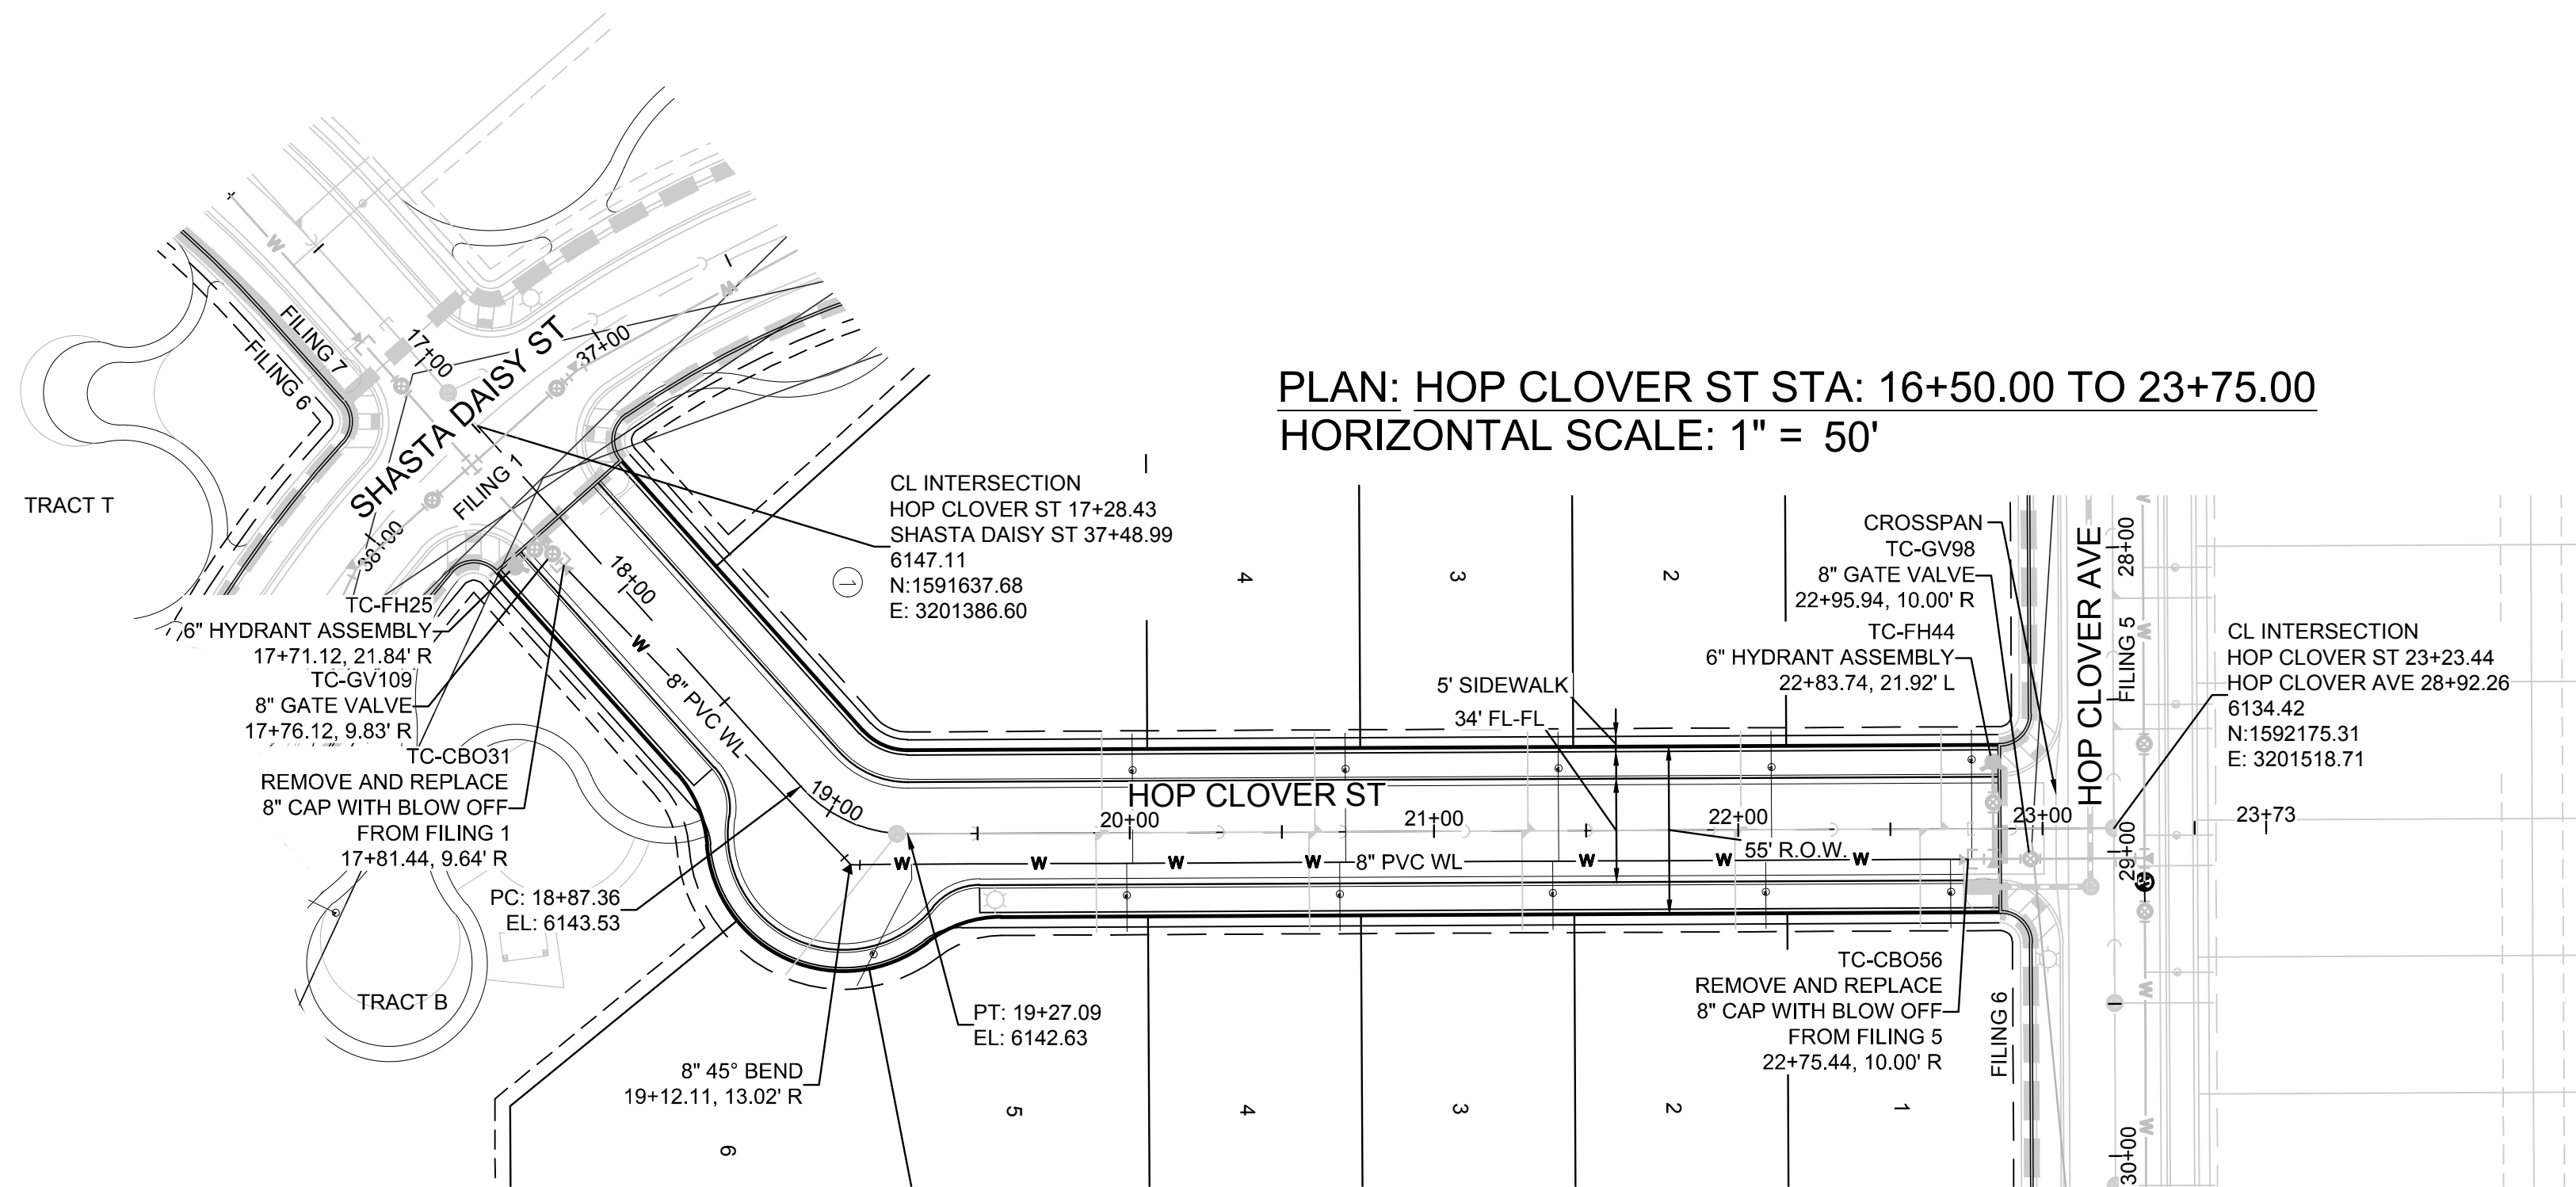 PLAN: HOP CLOVER ST STA: 16+50.00 TO 23+75.00
HORIZONTAL SCALE: 1" = 50'
FILING 7
FILING 6
17+00
37+00
SHASTA DAISY ST
FILING 1
38+00
18+00
TRACT T
W
W
W
CL INTERSECTION
HOP CLOVER ST 17+28.43
SHASTA DAISY ST 37+48.99
6147.11
N:1591637.68
E: 3201386.60
1
TC-FH25
6" HYDRANT ASSEMBLY
17+71.12, 21.84' R
TC-GV109
8" GATE VALVE
17+76.12, 9.83' R
TC-CBO31
REMOVE AND REPLACE
8" CAP WITH BLOW OFF
FROM FILING 1
17+81.44, 9.64' R
8" PVC WL
19+00
PC: 18+87.36
EL: 6143.53
TRACT B
8" 45° BEND
19+12.11, 13.02' R
PT: 19+27.09
EL: 6142.63
4
3
2
5' SIDEWALK
34' FL-FL
HOP CLOVER ST
20+00
21+00
22+00
23+00
23+73
W
W
W
W
8" PVC WL
W
W
55' R.O.W.
W
CROSSPAN
TC-GV98
8" GATE VALVE
22+95.94, 10.00' R
TC-FH44
6" HYDRANT ASSEMBLY
22+83.74, 21.92' L
HOP CLOVER AVE
28+00
FILING 5
29+00
30+00
W
W
W
W
W
CL INTERSECTION
HOP CLOVER ST 23+23.44
HOP CLOVER AVE 28+92.26
6134.42
N:1592175.31
E: 3201518.71
TC-CBO56
REMOVE AND REPLACE
8" CAP WITH BLOW OFF
FROM FILING 5
22+75.44, 10.00' R
FILING 6
6
5
4
3
2
1